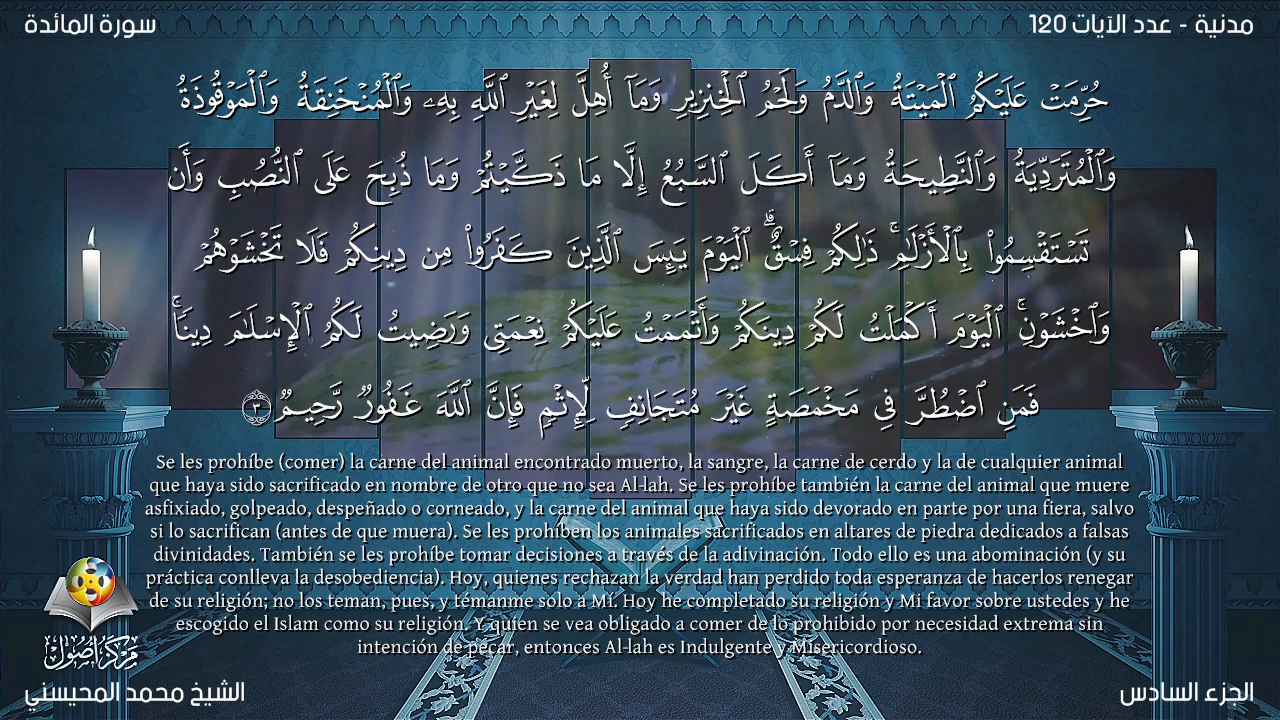 سورة المائدة
مدنية - عدد الآيات 120
حُرِّمَتْ عَلَيْكُمُ ٱلْمَيْتَةُ وَٱلدَّمُ وَلَحْمُ ٱلْخِنزِيرِ وَمَآ أُهِلَّ لِغَيْرِ ٱللَّهِ بِهِۦ وَٱلْمُنْخَنِقَةُ وَٱلْمَوْقُوذَةُ
وَٱلْمُتَرَدِّيَةُ وَٱلنَّطِيحَةُ وَمَآ أَكَلَ ٱلسَّبُعُ إِلَّا مَا ذَكَّيْتُمْ وَمَا ذُبِحَ عَلَى ٱلنُّصُبِ وَأَن
تَسْتَقْسِمُوا۟ بِٱلْأَزْلَٰمِ ۚ ذَٰلِكُمْ فِسْقٌ ۗ ٱلْيَوْمَ يَئِسَ ٱلَّذِينَ كَفَرُوا۟ مِن دِينِكُمْ فَلَا تَخْشَوْهُمْ
وَٱخْشَوْنِ ۚ ٱلْيَوْمَ أَكْمَلْتُ لَكُمْ دِينَكُمْ وَأَتْمَمْتُ عَلَيْكُمْ نِعْمَتِى وَرَضِيتُ لَكُمُ ٱلْإِسْلَٰمَ دِينًا ۚ
فَمَنِ ٱضْطُرَّ فِى مَخْمَصَةٍ غَيْرَ مُتَجَانِفٍ لِّإِثْمٍ فَإِنَّ ٱللَّهَ غَفُورٌ رَّحِيمٌ ٣
Se les prohíbe (comer) la carne del animal encontrado muerto, la sangre, la carne de cerdo y la de cualquier animal
que haya sido sacrificado en nombre de otro que no sea Al-lah. Se les prohíbe también la carne del animal que muere
asfixiado, golpeado, despeñado o corneado, y la carne del animal que haya sido devorado en parte por una fiera, salvo
si lo sacrifican (antes de que muera). Se les prohíben los animales sacrificados en altares de piedra dedicados a falsas
divinidades. También se les prohíbe tomar decisiones a través de la adivinación. Todo ello es una abominación (y su
práctica conlleva la desobediencia). Hoy, quienes rechazan la verdad han perdido toda esperanza de hacerlos renegar
de su religión; no los teman, pues, y témanme solo a Mí. Hoy he completado su religión y Mi favor sobre ustedes y he
escogido el Islam como su religión. Y quien se vea obligado a comer de lo prohibido por necesidad extrema sin
intención de pecar, entonces Al-lah es Indulgente y Misericordioso.
مركز أصول
الشيخ محمد المحيسني
الجزء السادس